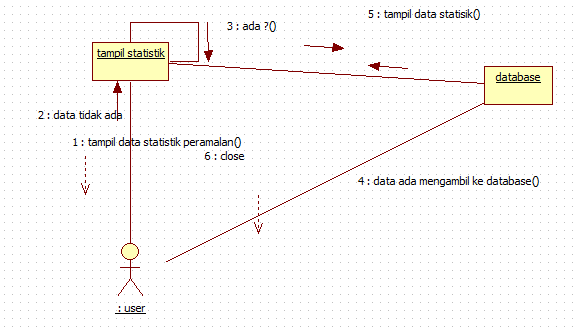 5 : tampil data statisik()
3 : ada ?()
tampil statistik
database
2 : data tidak ada
1 : tampil data statistik peramalan()
6 : close
4 : data ada mengambil ke database()
: user